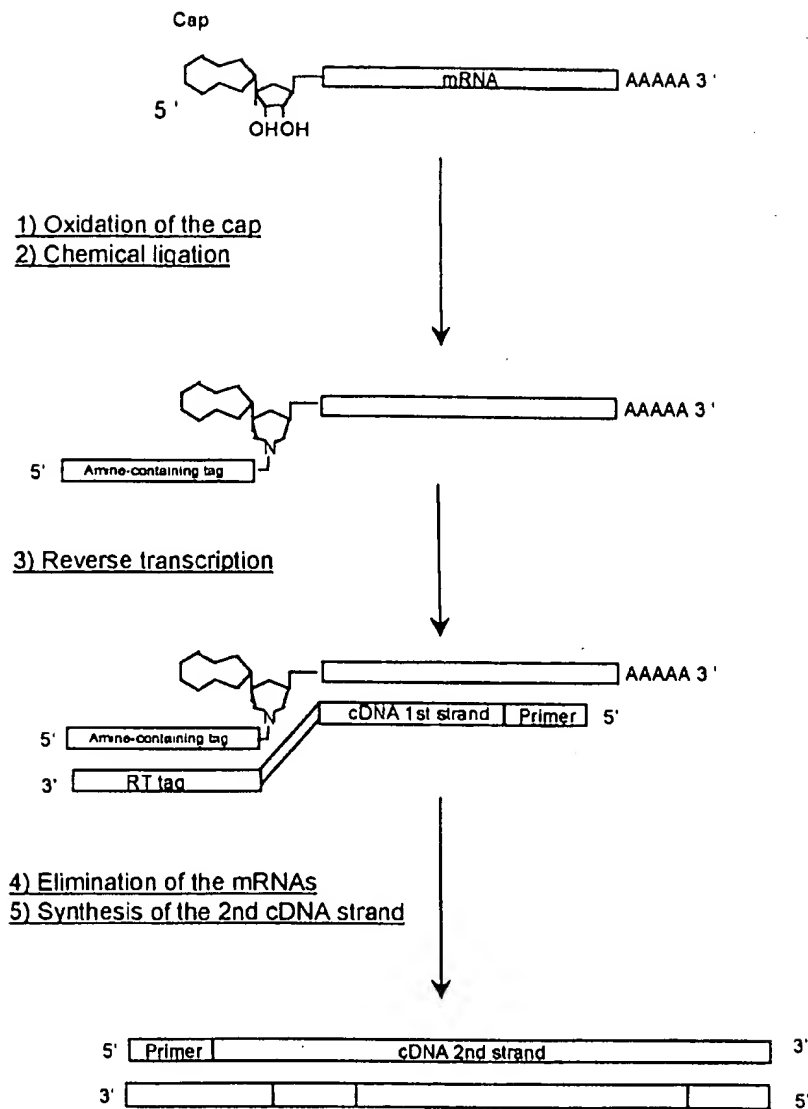 Cap
mRNA AAAAA 3 '
5 '
OHOH
1) Oxidation of the cap
2) Chemical ligation
AAAAA 3 '
N
5' Amine-containing tag
3) Reverse transcription
AAAAA 3 '
N
cDNA 1st strand Primer 5'
5' Amine-containing tag
3' RT tag
4) Elimination of the mRNAs
5) Synthesis of the 2nd cDNA strand
5' Primer cDNA 2nd strand 3'
3' 5'